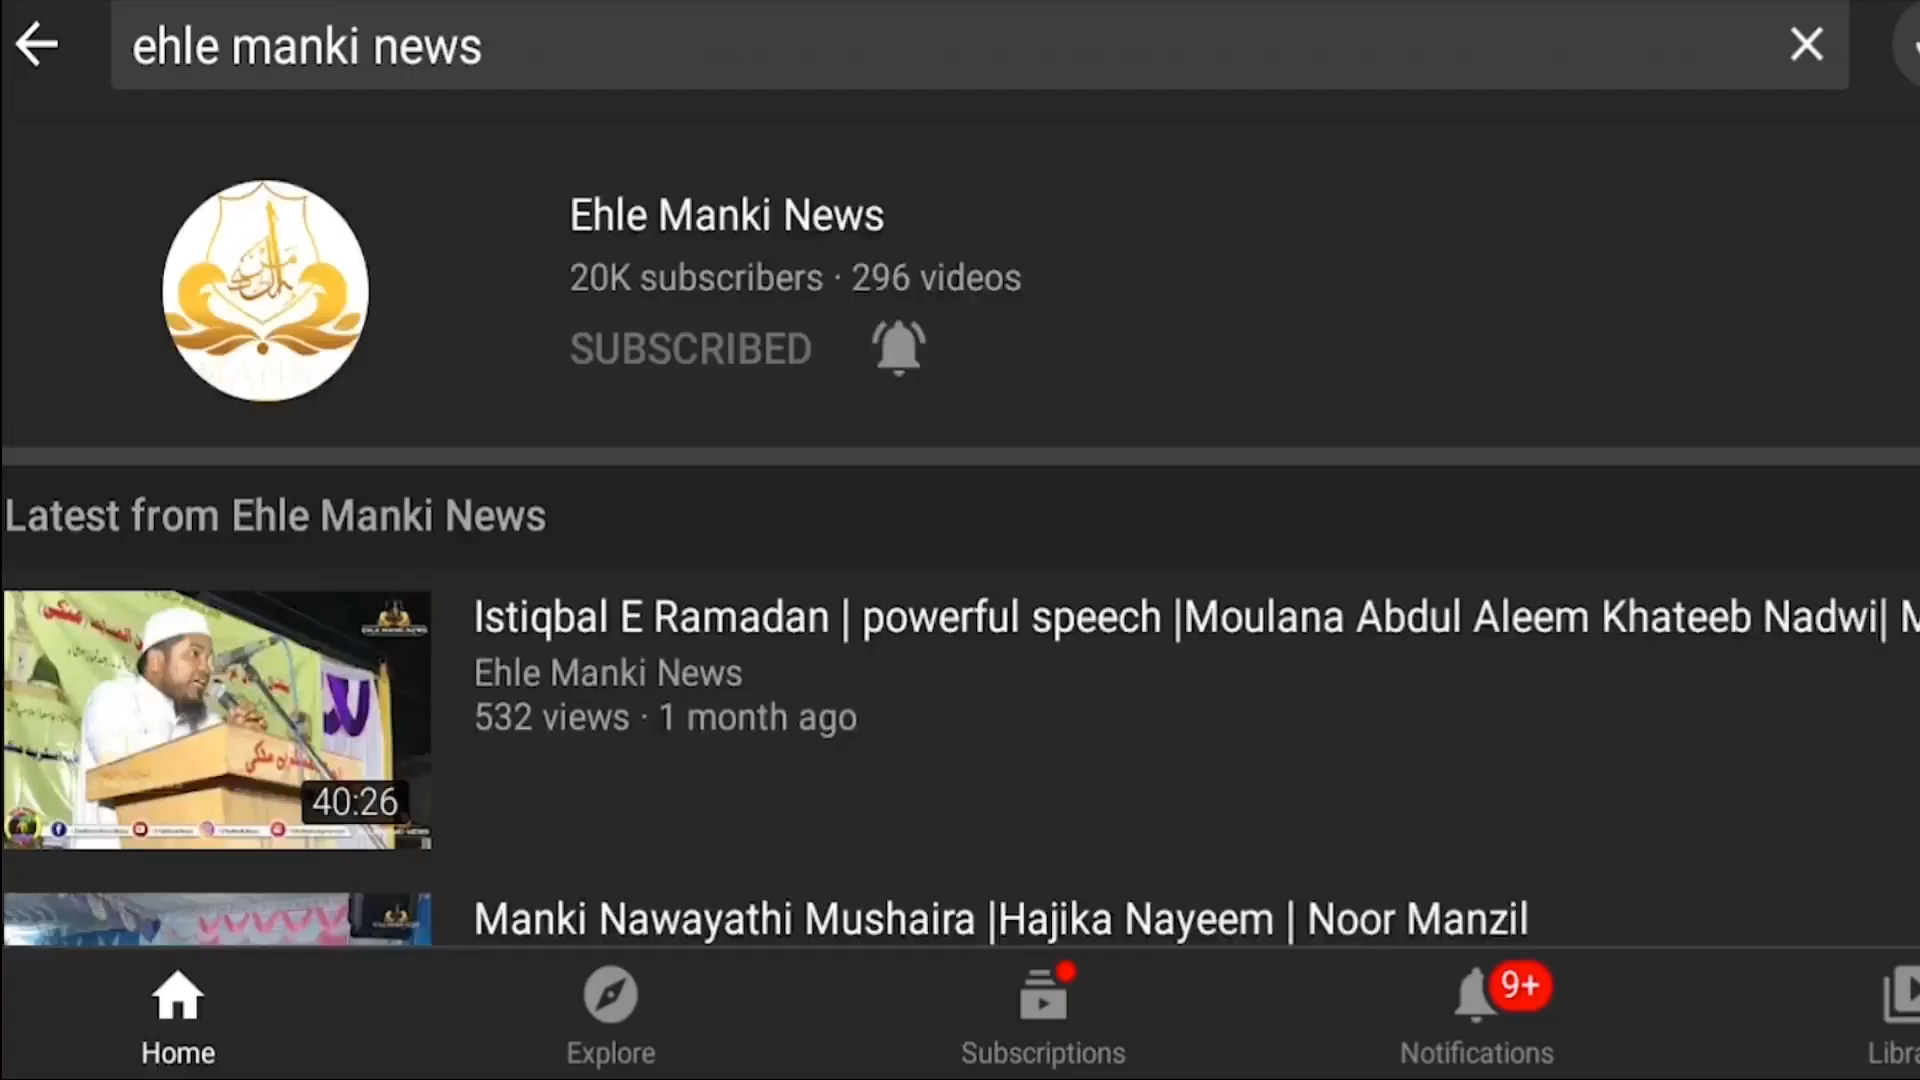 ehle manki news
Ehle Manki News
20K subscribers · 296 videos
SUBSCRIBED
Latest from Ehle Manki News
Istiqbal E Ramadan | powerful speech |Moulana Abdul Aleem Khateeb Nadwi| M
Ehle Manki News
532 views · 1 month ago
40:26
Manki Nawayathi Mushaira |Hajika Nayeem | Noor Manzil
9+
Home
Explore
Subscriptions
Notifications
Libra